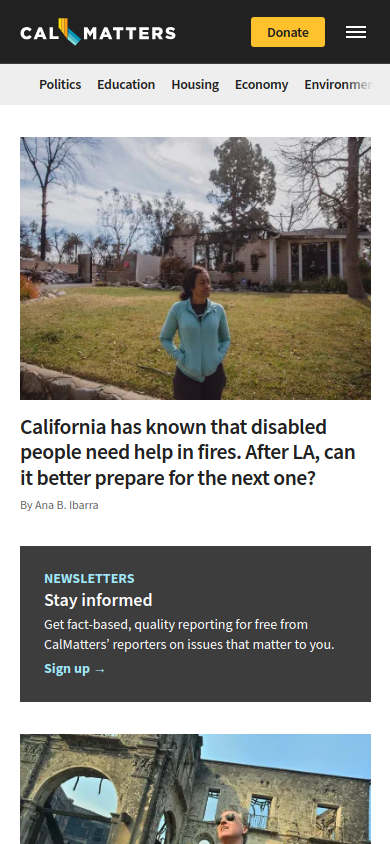 CAL MATTERS
Donate
Politics Education Housing Economy Environmen
California has known that disabled
people need help in fires. After LA, can
it better prepare for the next one?
By Ana B. Ibarra
NEWSLETTERS
Stay informed
Get fact-based, quality reporting for free from
CalMatters’ reporters on issues that matter to you.
Sign up →